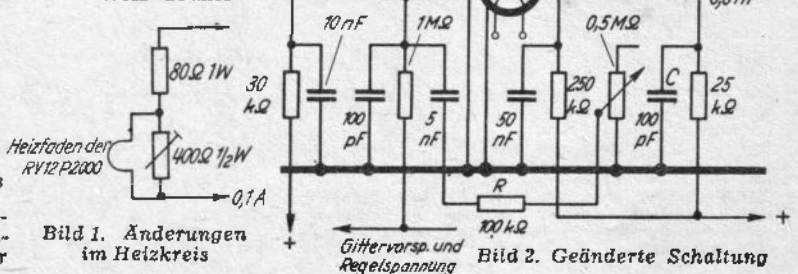 80Ω 1W
Heizfaden der
RV12P2000
400Ω ½W
0,1A
Bild 1. Änderungen
im Heizkreis
10nF
1MΩ
0,5MΩ
30
kΩ
100
pF
5
nF
50
nF
250
kΩ
C
100
pF
25
kΩ
R
100kΩ
+
+
Gittervorsp. und
Regelspannung
Bild 2. Geänderte Schaltung